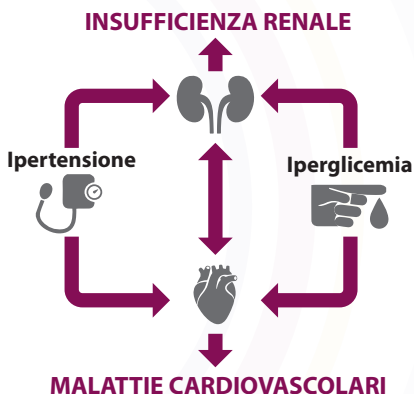 INSUFFICIENZA RENALE
Ipertensione
Iperglicemia
MALATTIE CARDIOVASCOLARI